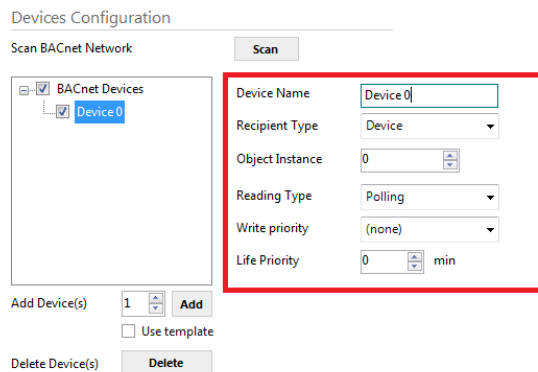 Devices Configuration
Scan BACnet Network Scan
BACnet Devices
Device 0
Device Name Device 0
Recipient Type Device
Object Instance 0
Reading Type Polling
Write priority (none)
Life Priority 0 min
Add Device(s) 1 Add
Use template
Delete Device(s) Delete